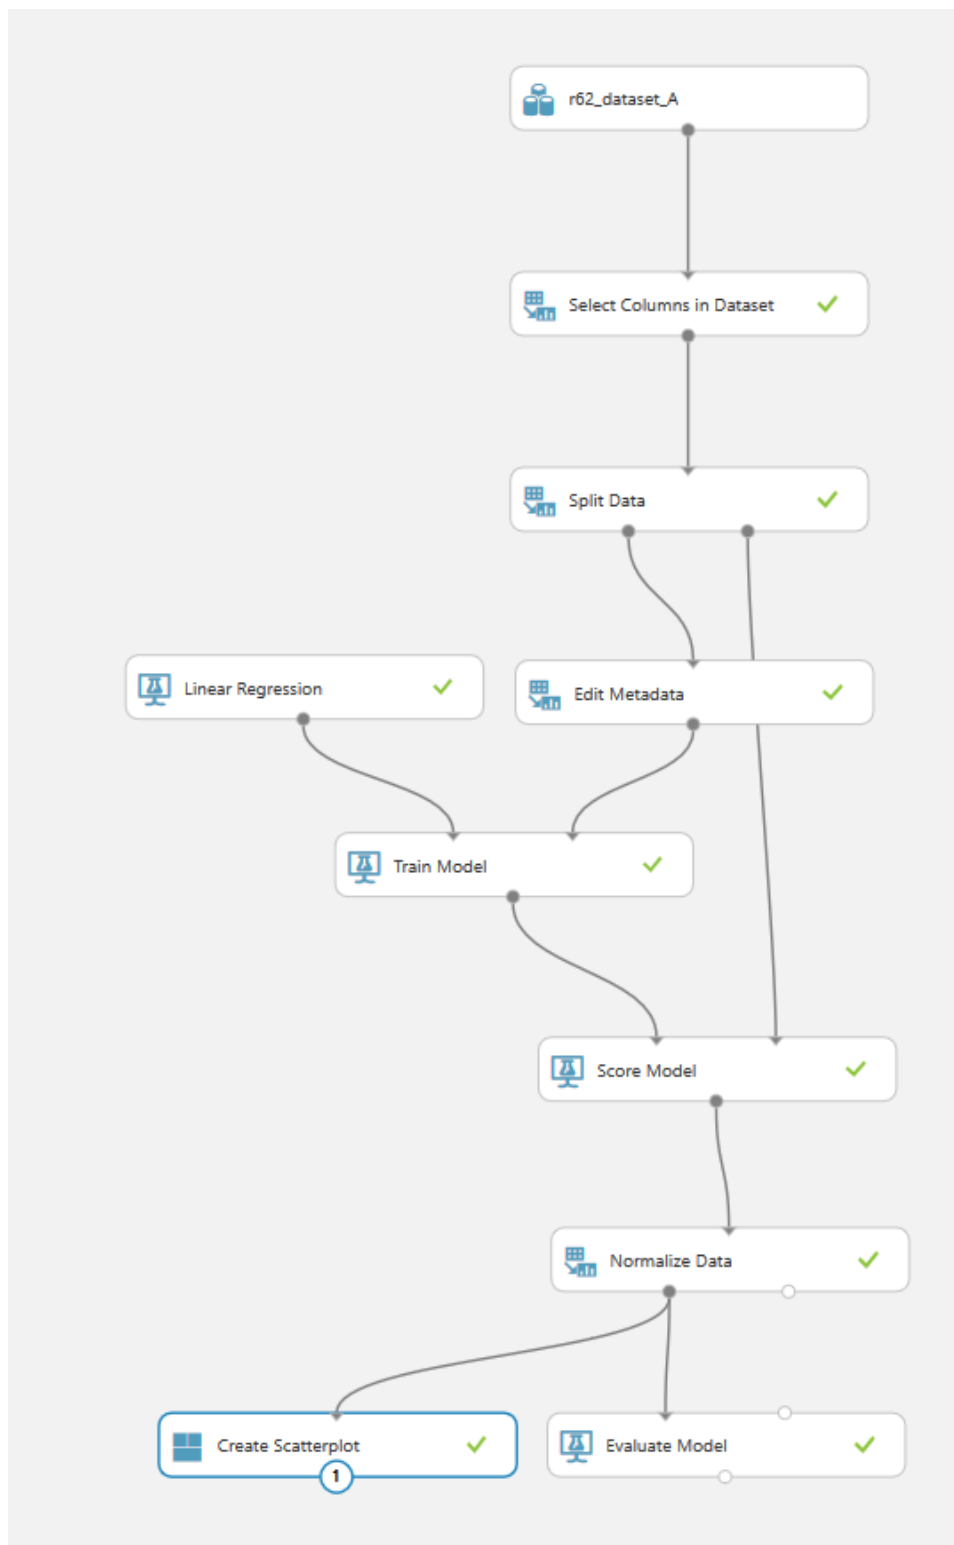 r62_dataset_A
Select Columns in Dataset
Split Data
Linear Regression
Edit Metadata
Train Model
Score Model
Normalize Data
Create Scatterplot
Evaluate Model
1